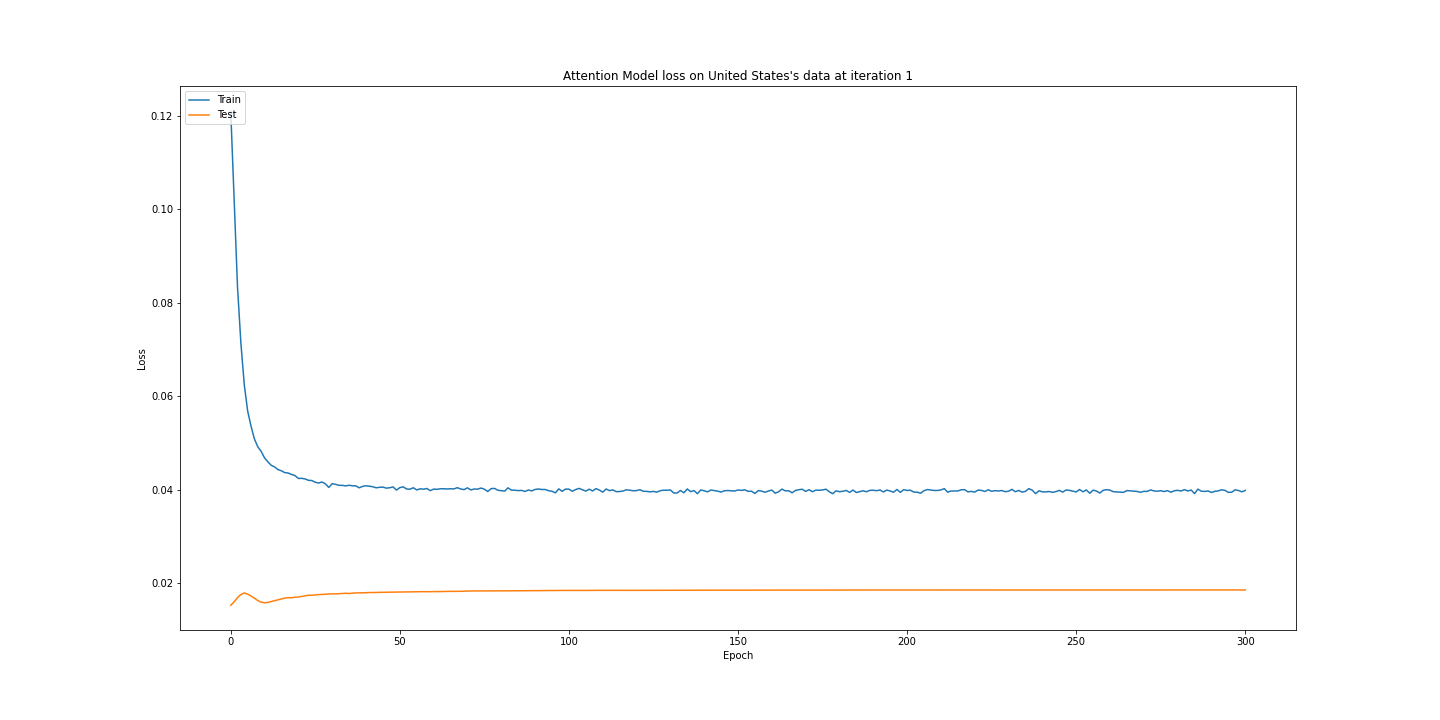 Attention Model loss on United States's data at iteration 1
Train
Test
0.12
0.10
0.08
0.06
0.04
0.02
Loss
0
50
100
150
200
250
300
Epoch